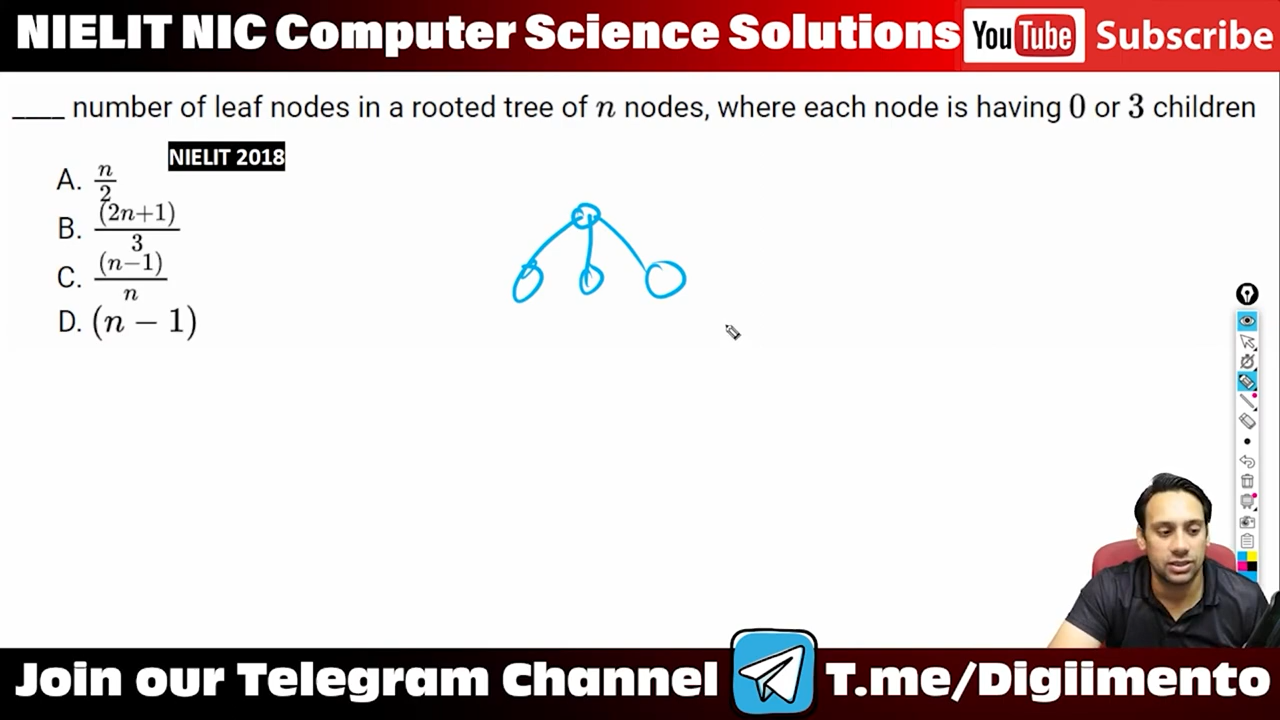 NIELIT NIC Computer Science Solutions YouTube Subscribe
____ number of leaf nodes in a rooted tree of n nodes, where each node is having 0 or 3 children
NIELIT 2018
A. n/2
B. (2n+1)/3
C. (n−1)/n
D. (n − 1)
Join our Telegram Channel T.me/Digiimento